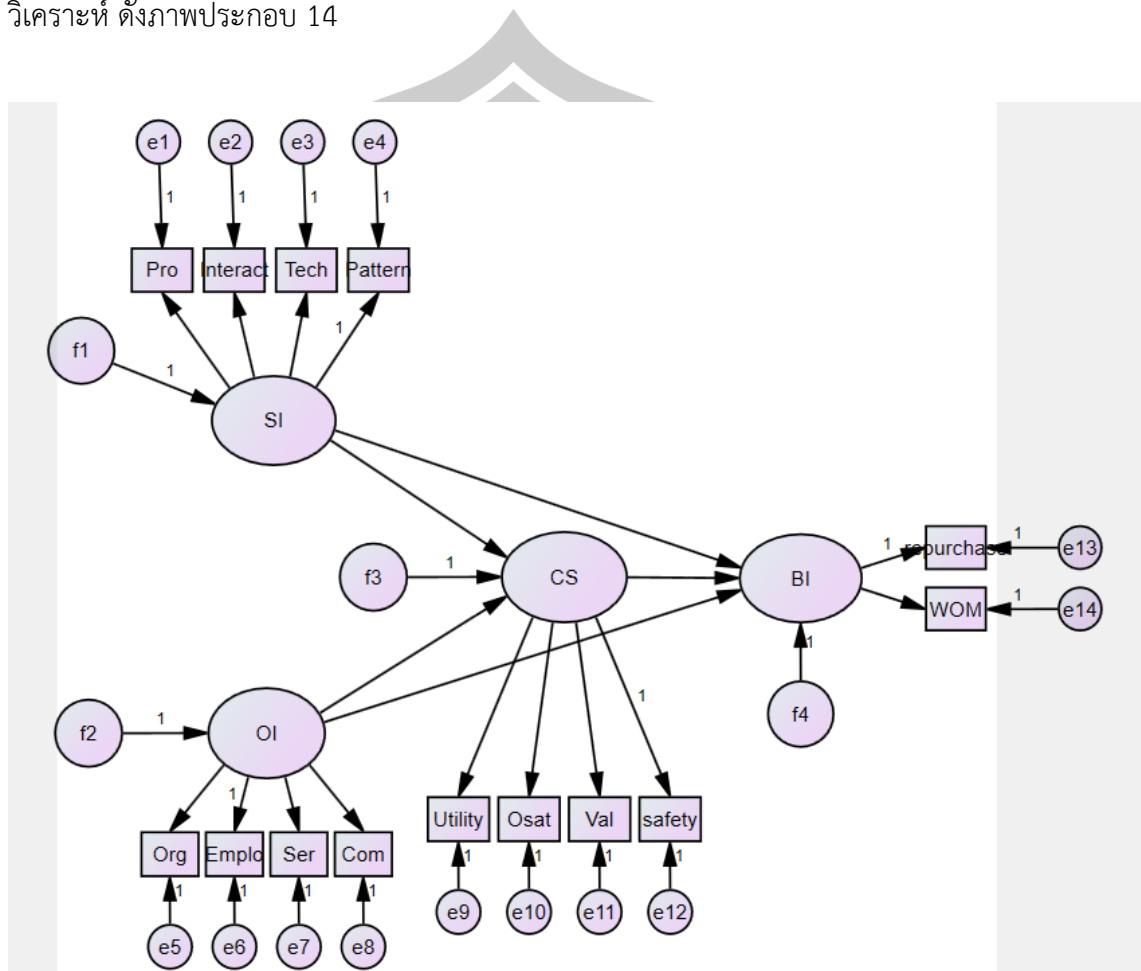 วิเคราะห์ ดังภาพประกอบ 14
e1 e2 e3 e4
1 1 1 1
Pro Interact Tech Pattern
1
f1
1
SI
f3
1
CS
BI
1
repurchase
1
e13
WOM
1
e14
1
f4
f2
1
OI
1
1
Org Emplo Ser Com
1 1 1 1
e5 e6 e7 e8
Utility Osat Val safety
1 1 1 1
e9 e10 e11 e12